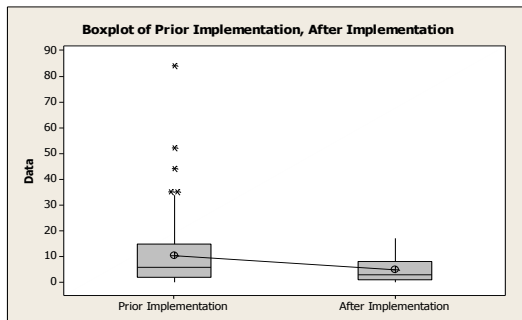 Boxplot of Prior Implementation, After Implementation
90
80
70
60
50
40
30
20
10
0
Data
Prior Implementation
After Implementation